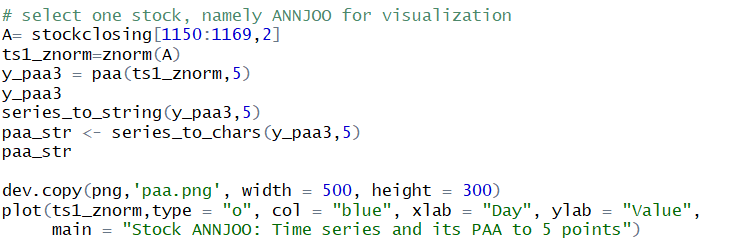 # select one stock, namely ANNJOO for visualization
A= stockclosing[1150:1169,2]
ts1_znorm=znorm(A)
y_paa3 = paa(ts1_znorm,5)
y_paa3
series_to_string(y_paa3,5)
paa_str <- series_to_chars(y_paa3,5)
paa_str
dev.copy(png,'paa.png', width = 500, height = 300)
plot(ts1_znorm,type = "o", col = "blue", xlab = "Day", ylab = "Value",
main = "Stock ANNJOO: Time series and its PAA to 5 points")